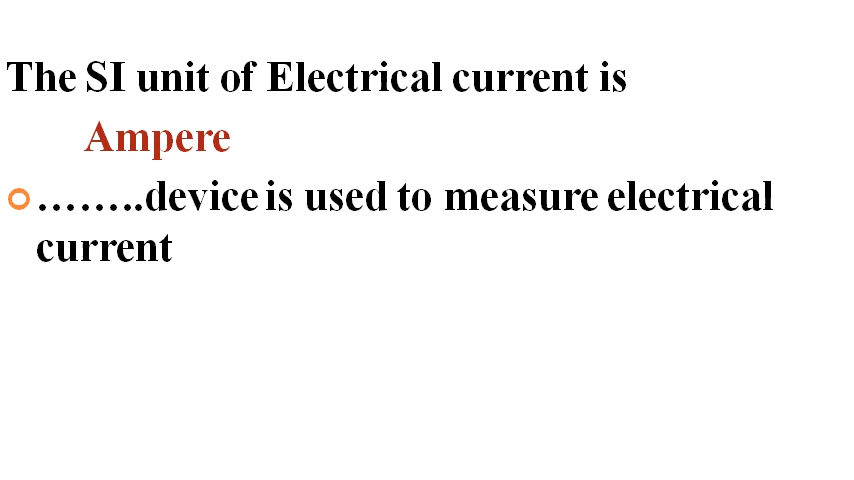 The SI unit of Electrical current is
Ampere
……..device is used to measure electrical
current